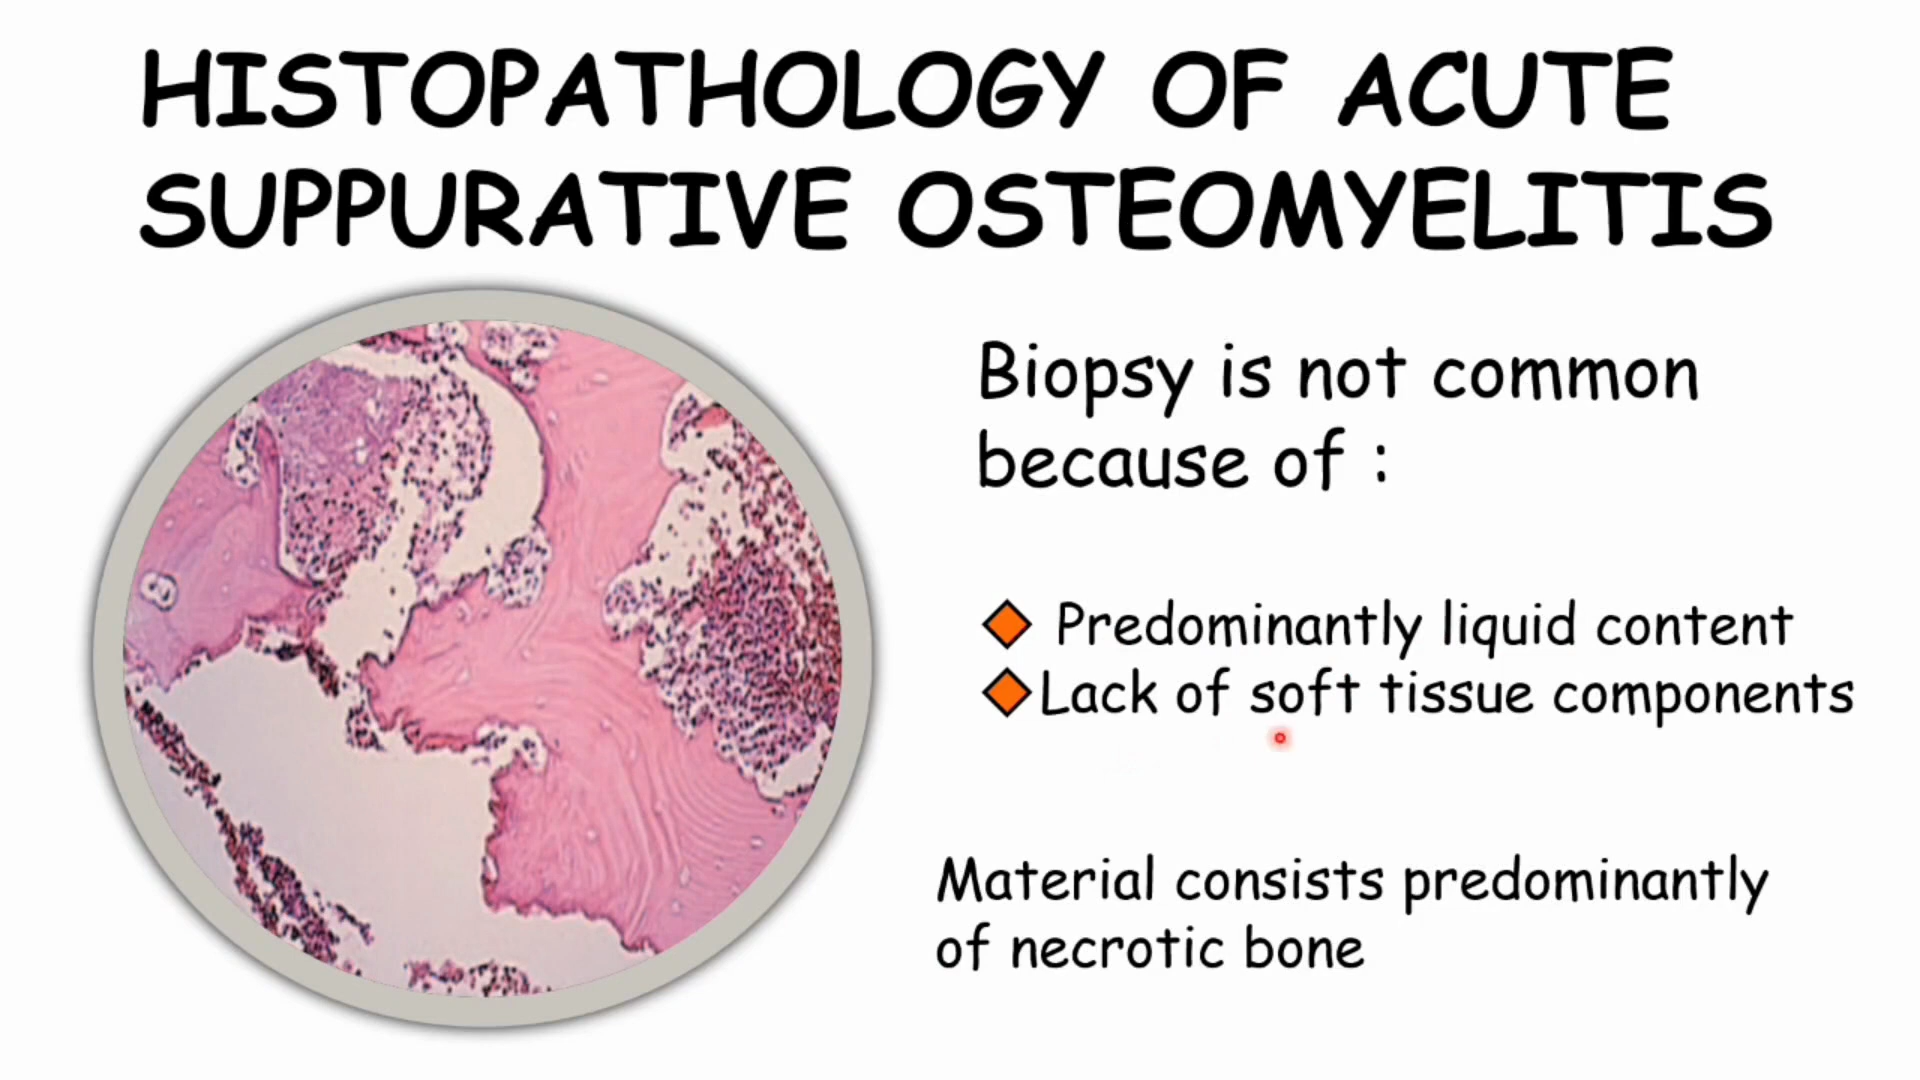 HISTOPATHOLOGY OF ACUTE
SUPPURATIVE OSTEOMYELITIS
Biopsy is not common
because of :
Predominantly liquid content
Lack of soft tissue components
Material consists predominantly
of necrotic bone